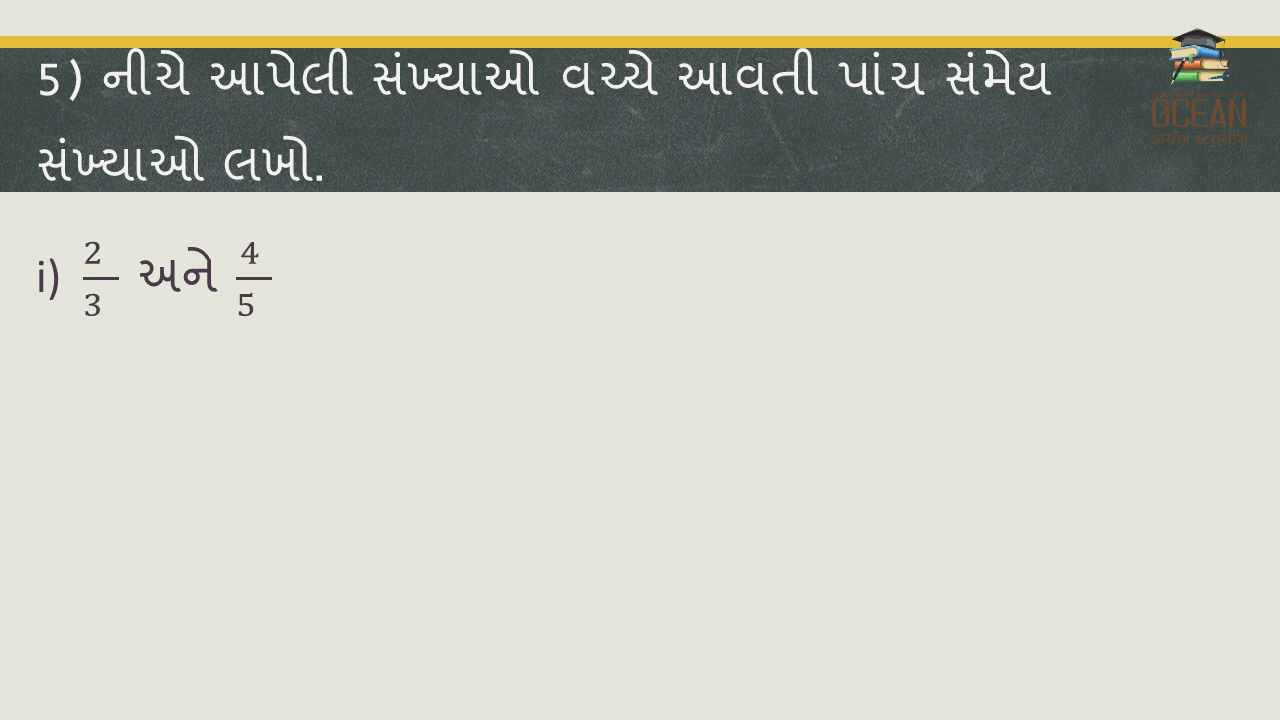 5) નીચે આપેલી સંખ્યાઓ વચ્ચે આવતી પાંચ સંમેય
સંખ્યાઓ લખો.
OCEAN
i) 2/3 અને 4/5